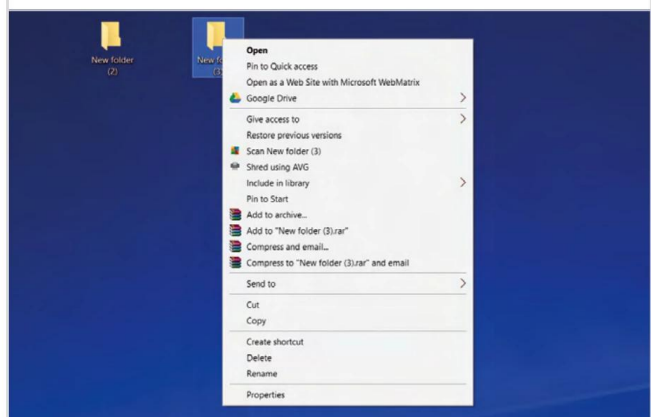 New folder
(2)
New fo
(3)
Open
Pin to Quick access
Open as a Web Site with Microsoft WebMatrix
Google Drive
Give access to
Restore previous versions
Scan New folder (3)
Shred using AVG
Include in library
Pin to Start
Add to archive...
Add to "New folder (3).rar"
Compress and email...
Compress to "New folder (3).rar" and email
Send to
Cut
Copy
Create shortcut
Delete
Rename
Properties